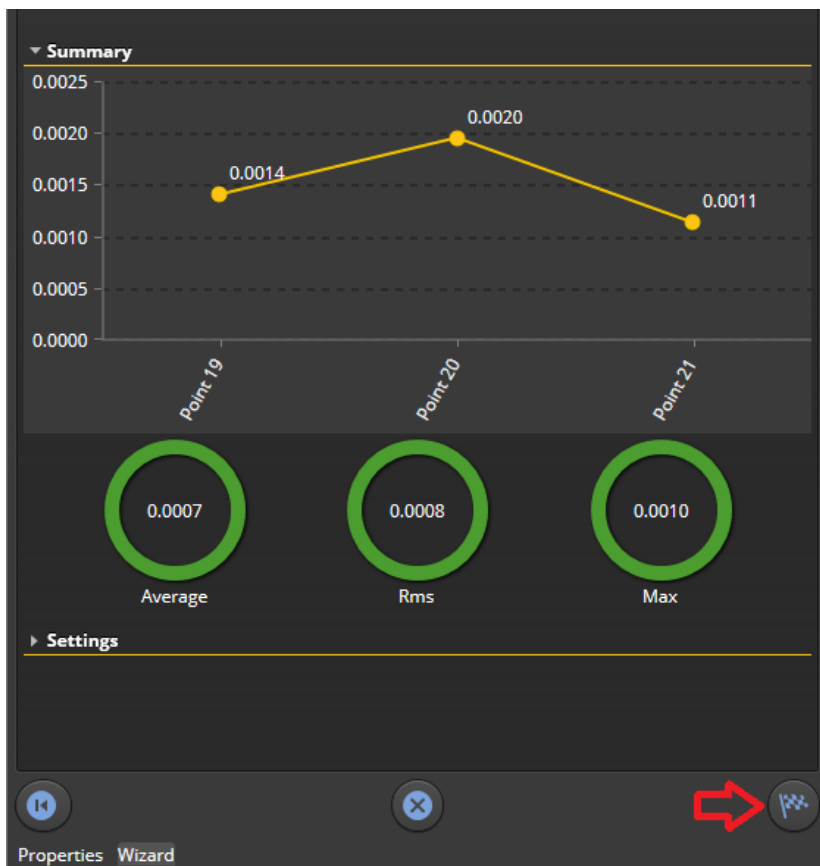 Summary
0.0025
0.0020
0.0020
0.0014
0.0015
0.0011
0.0010
0.0005
0.0000
Point 19 Point 20 Point 21
0.0007 0.0008 0.0010
Average Rms Max
Settings
Properties Wizard